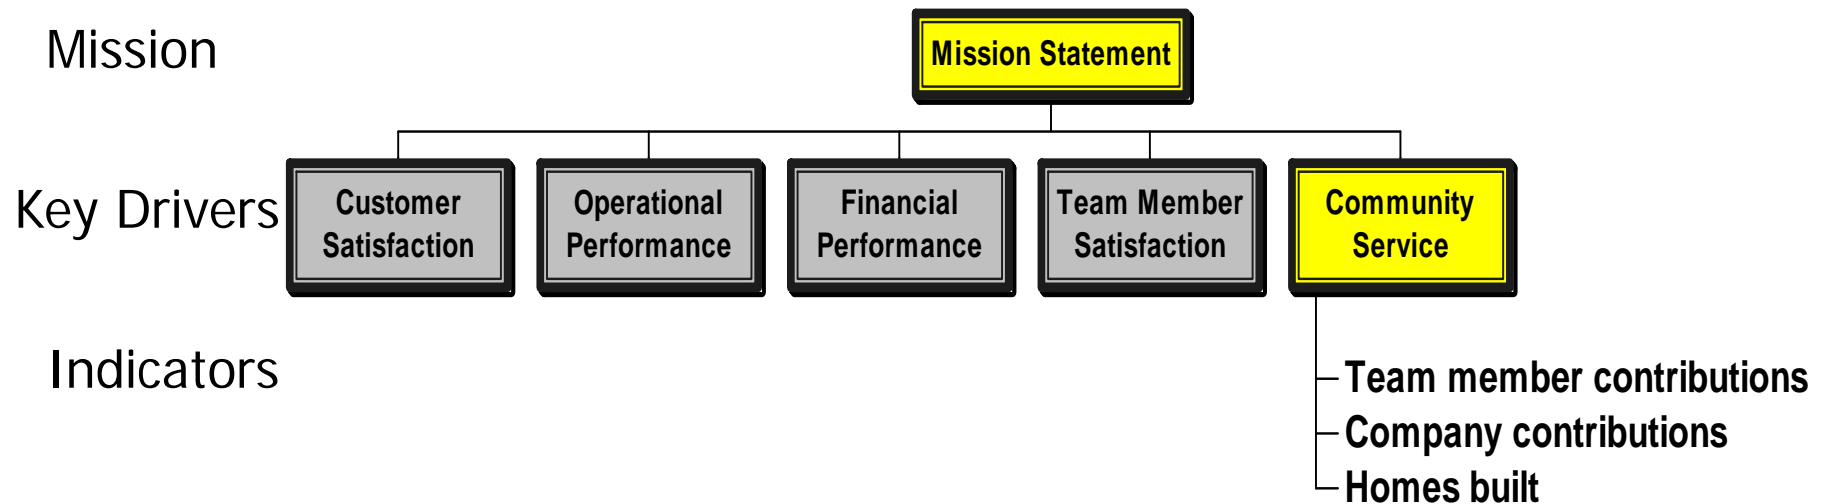 Mission
Mission Statement
Key Drivers
Customer
Satisfaction
Operational
Performance
Financial
Performance
Team Member
Satisfaction
Community
Service
Indicators
Team member contributions
Company contributions
Homes built